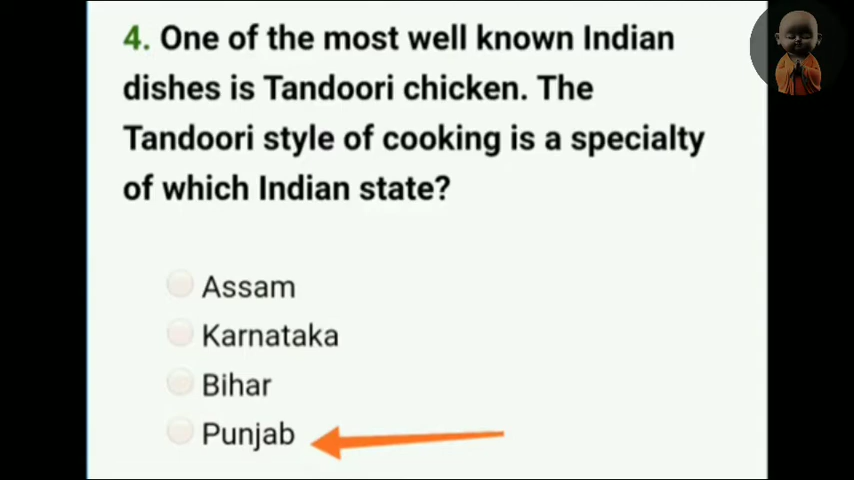 4. One of the most well known Indian
dishes is Tandoori chicken. The
Tandoori style of cooking is a specialty
of which Indian state?
Assam
Karnataka
Bihar
Punjab